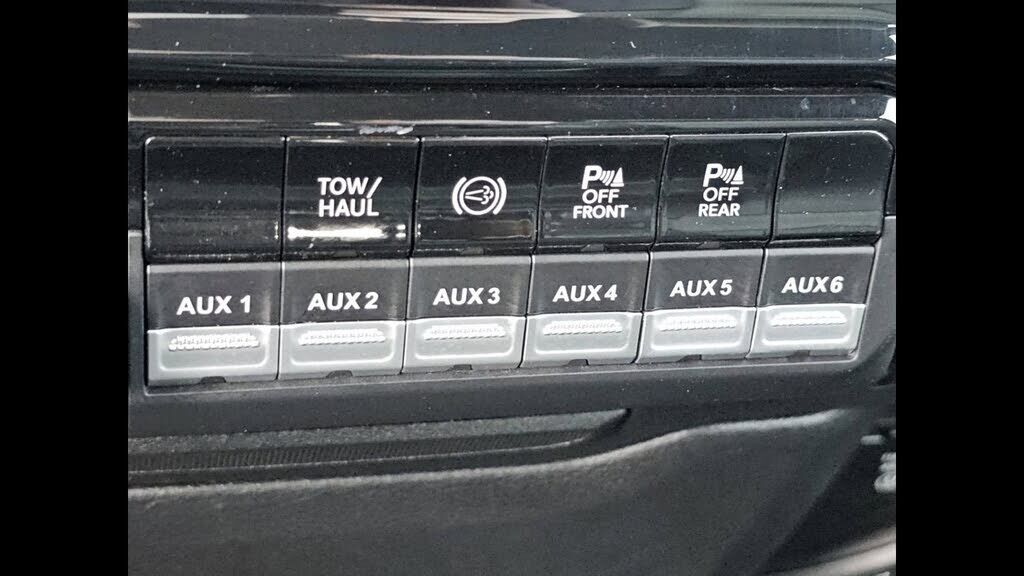 TOW/
HAUL
P
OFF
FRONT
P
OFF
REAR
AUX 1
AUX 2
AUX 3
AUX 4
AUX 5
AUX 6